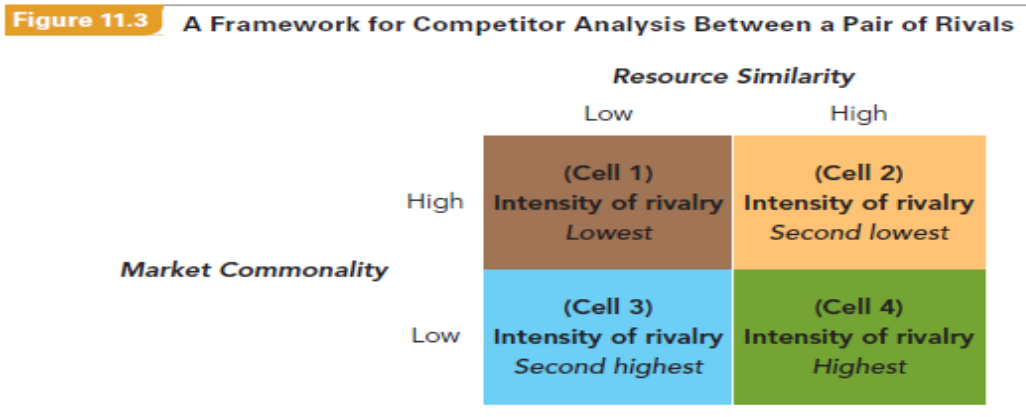 Figure 11.3 A Framework for Competitor Analysis Between a Pair of Rivals
Resource Similarity
Low High
High
(Cell 1)
Intensity of rivalry
Lowest
(Cell 2)
Intensity of rivalry
Second lowest
Market Commonality
Low
(Cell 3)
Intensity of rivalry
Second highest
(Cell 4)
Intensity of rivalry
Highest